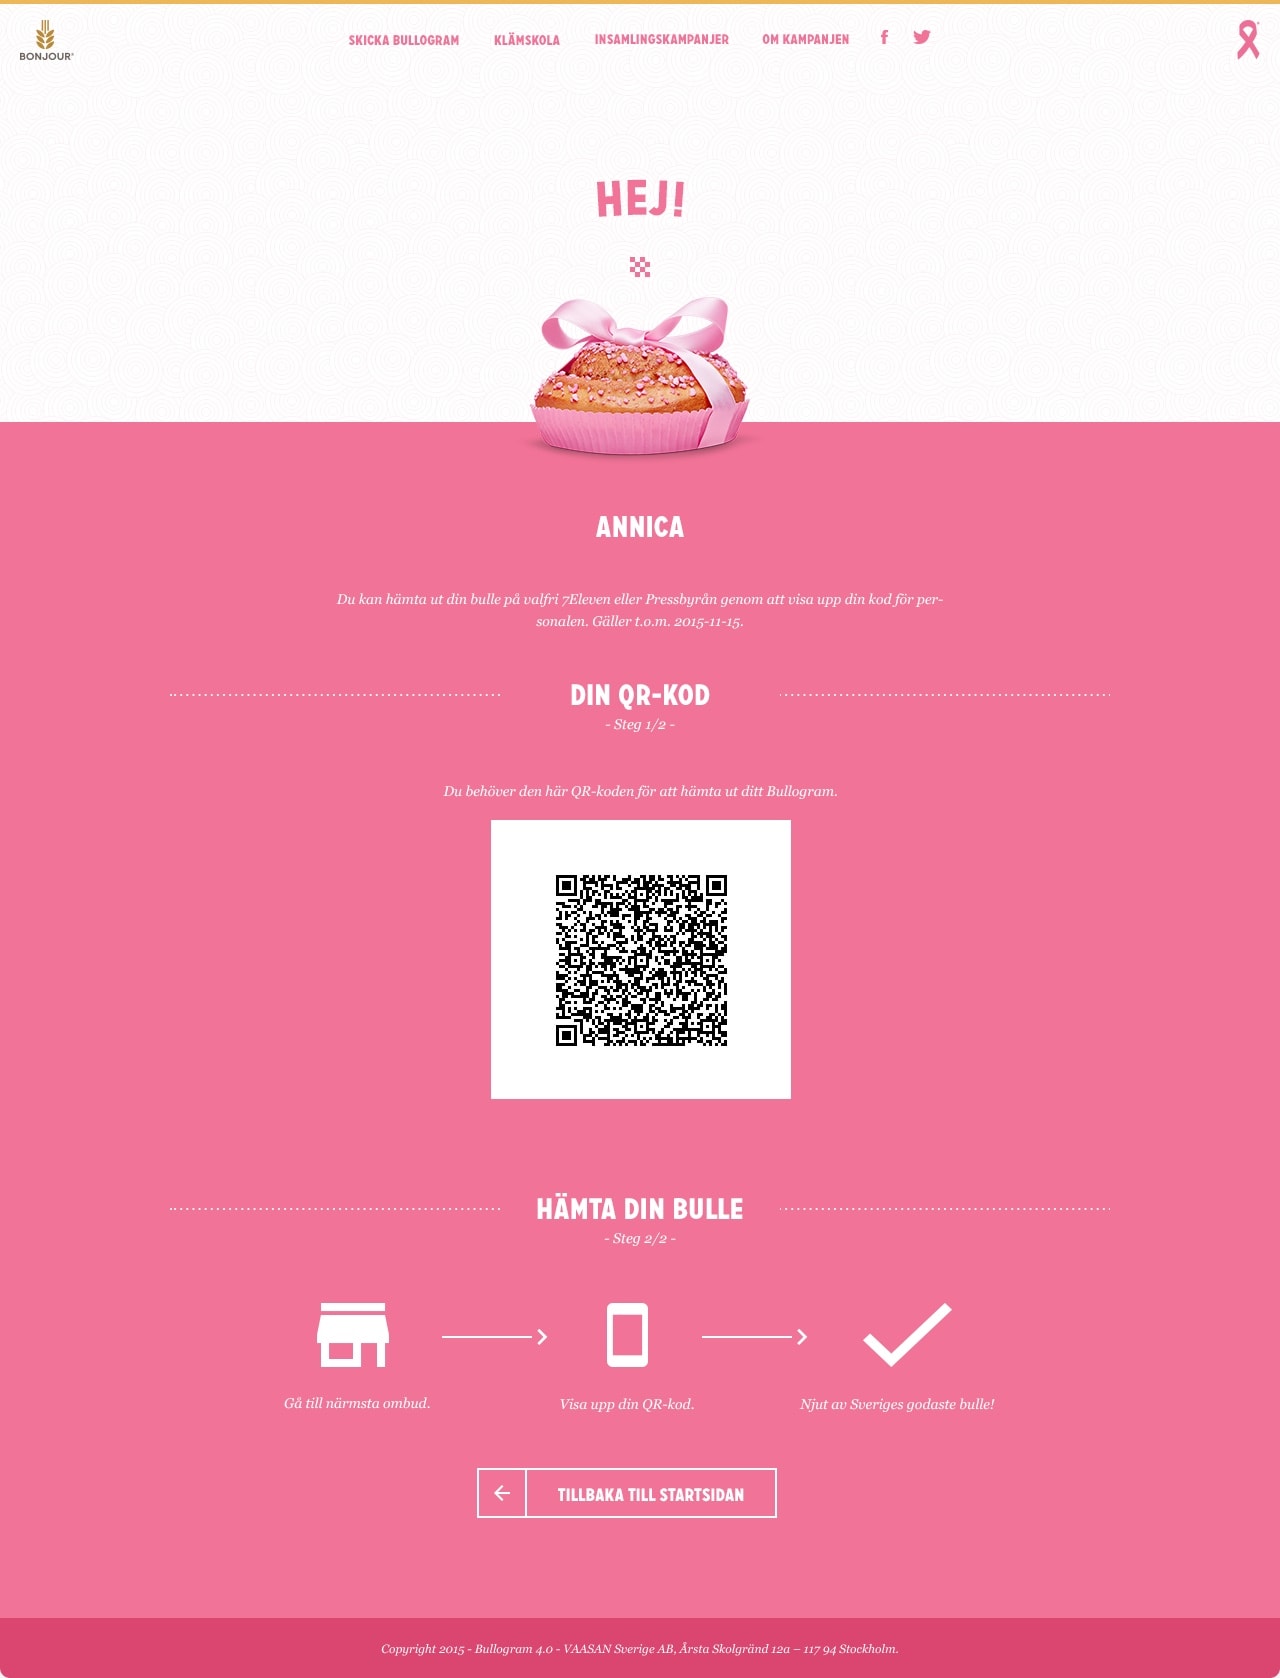 BONJOUR
SKICKA BULLOGRAM KLÄMSKOLA INSAMLINGSKAMPANJER OM KAMPANJEN
HEJ!
ANNICA
Du kan hämta ut din bulle på valfri 7Eleven eller Pressbyrån genom att visa upp din kod för per-
sonalen. Gäller t.o.m. 2015-11-15.
DIN QR-KOD
- Steg 1/2 -
Du behöver den här QR-koden för att hämta ut ditt Bullogram.
HÄMTA DIN BULLE
- Steg 2/2 -
Gå till närmsta ombud. Visa upp din QR-kod. Njut av Sveriges godaste bulle!
TILLBAKA TILL STARTSIDAN
Copyright 2015 - Bullogram 4.0 - VAASAN Sverige AB, Årsta Skolgränd 12a – 117 94 Stockholm.